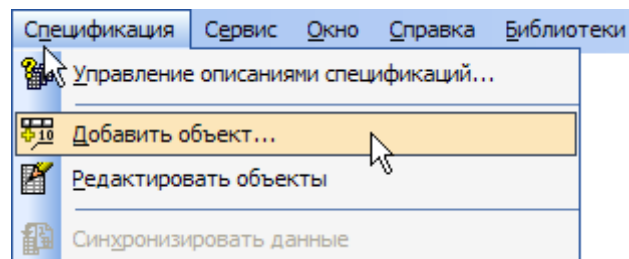 Спецификация Сервис Окно Справка Библиотеки
Управление описаниями спецификаций...
Добавить объект...
Редактировать объекты
Синхронизировать данные